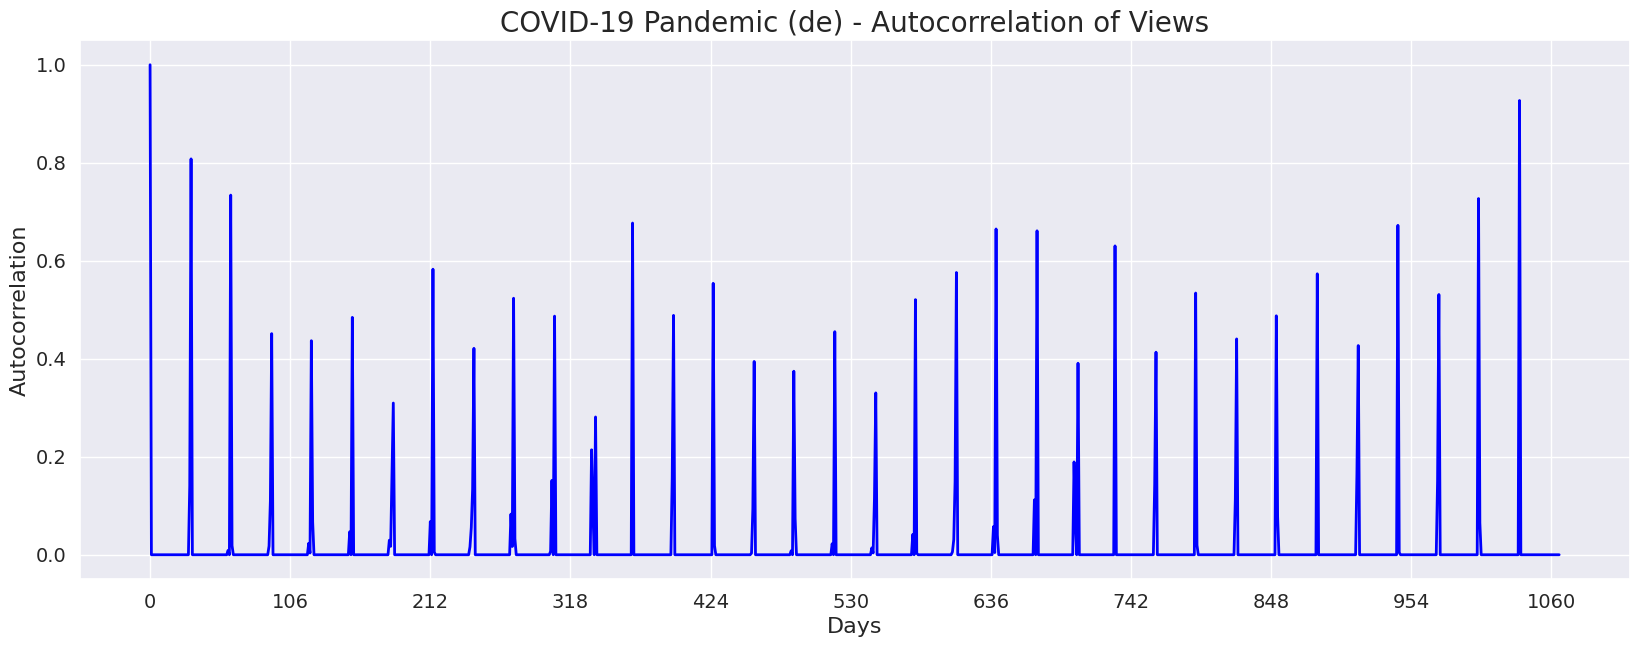 COVID-19 Pandemic (de) - Autocorrelation of Views
1.0
0.8
0.6
0.4
0.2
0.0
Autocorrelation
0 106 212 318 424 530 636 742 848 954 1060
Days